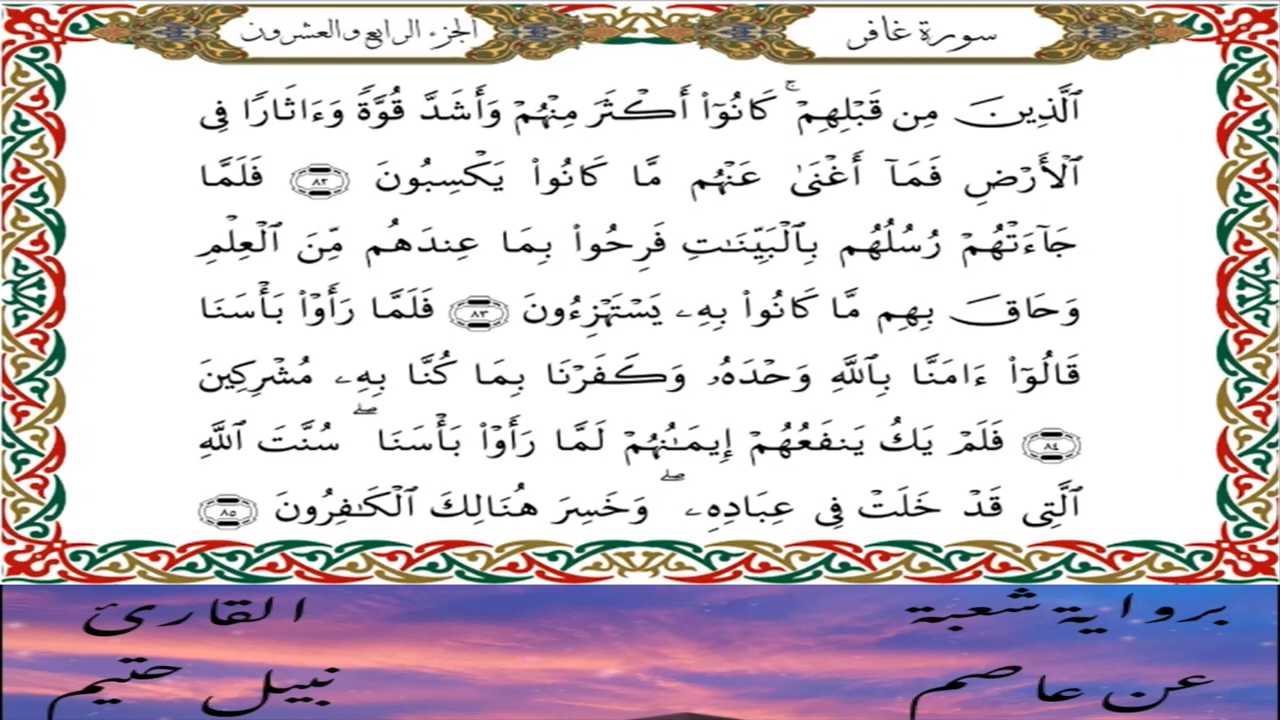 سورة غافر
الجزء الرابع والعشرون
ٱلَّذِينَ مِن قَبْلِهِمْۚ كَانُوٓاْ أَكْثَرَ مِنْهُمْ وَأَشَدَّ قُوَّةً وَءَاثَارًا فِى
ٱلْأَرْضِ فَمَآ أَغْنَىٰ عَنْهُم مَّا كَانُواْ يَكْسِبُونَ ٨٢ فَلَمَّا
جَآءَتْهُمْ رُسُلُهُم بِٱلْبَيِّنَٰتِ فَرِحُواْ بِمَا عِندَهُم مِّنَ ٱلْعِلْمِ
وَحَاقَ بِهِم مَّا كَانُواْ بِهِۦ يَسْتَهْزِءُونَ ٨٣ فَلَمَّا رَأَوْاْ بَأْسَنَا
قَالُوٓاْ ءَامَنَّا بِٱللَّهِ وَحْدَهُۥ وَكَفَرْنَا بِمَا كُنَّا بِهِۦ مُشْرِكِينَ
٨٤ فَلَمْ يَكُ يَنفَعُهُمْ إِيمَٰنُهُمْ لَمَّا رَأَوْاْ بَأْسَنَاۖ سُنَّتَ ٱللَّهِ
ٱلَّتِى قَدْ خَلَتْ فِى عِبَادِهِۦۖ وَخَسِرَ هُنَالِكَ ٱلْكَٰفِرُونَ ٨٥
برواية شعبة
عن عاصم
القارئ
نبيل حتيم